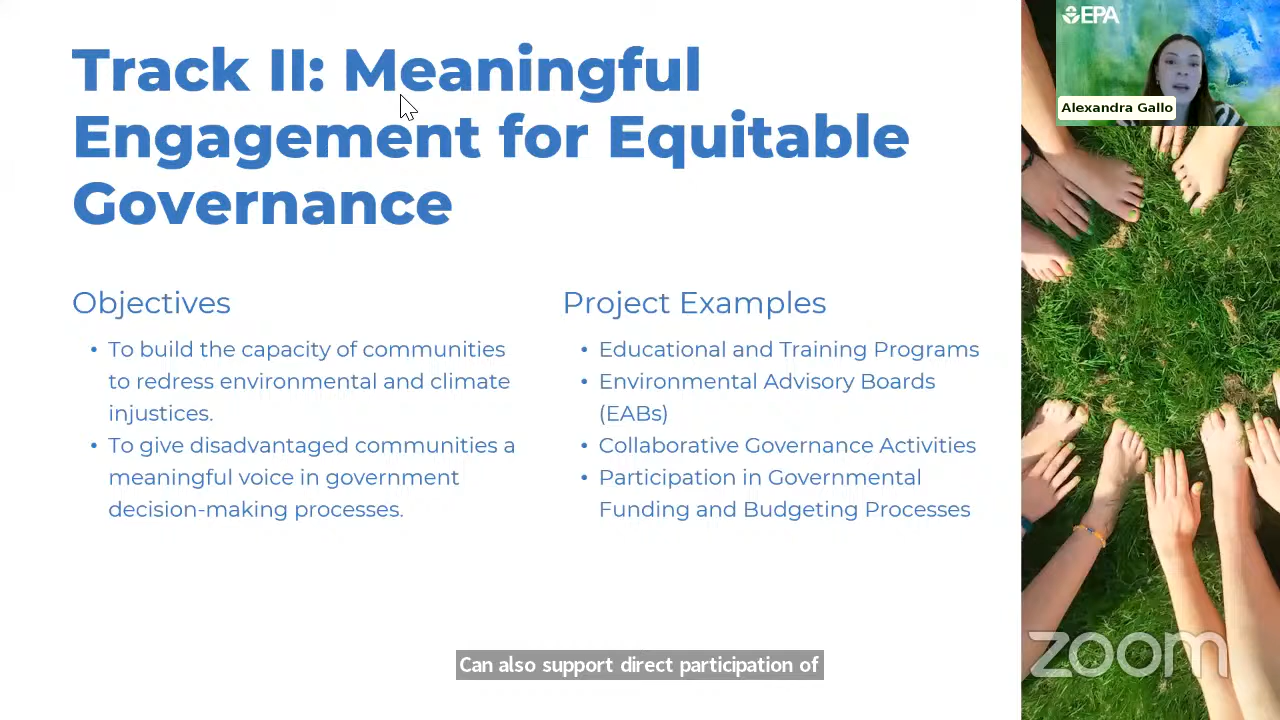 Track II: Meaningful
Engagement for Equitable
Governance
Objectives
• To build the capacity of communities
to redress environmental and climate
injustices.
• To give disadvantaged communities a
meaningful voice in government
decision-making processes.
Project Examples
• Educational and Training Programs
• Environmental Advisory Boards
(EABs)
• Collaborative Governance Activities
• Participation in Governmental
Funding and Budgeting Processes
EPA
Alexandra Gallo
Can also support direct participation of
zoom